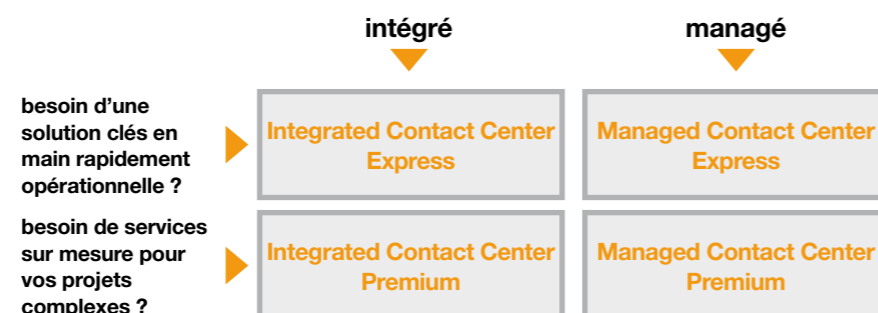 intégré
managé
besoin d’une
solution clés en
main rapidement
opérationnelle ?
Integrated Contact Center
Express
Managed Contact Center
Express
besoin de services
sur mesure pour
vos projets
complexes ?
Integrated Contact Center
Premium
Managed Contact Center
Premium